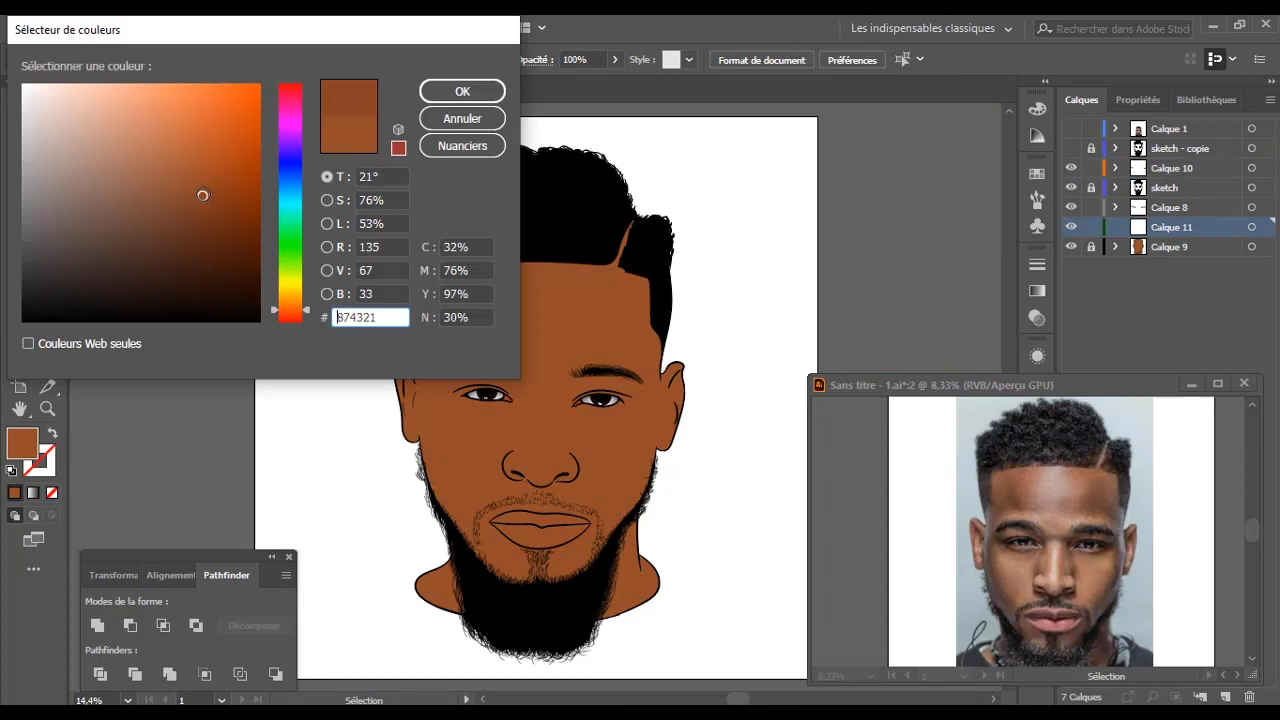 Sélecteur de couleurs
Les indispensables classiques
Rechercher dans Adobe Stock
Sélectionner une couleur :
OK
Annuler
Nuanciers
Opacité :
100%
Style :
Format de document
Préférences
T :
21°
S :
76%
L :
53%
R :
135
C :
32%
V :
67
M :
76%
B :
33
Y :
97%
#
874321
N :
30%
Couleurs Web seules
Calques
Propriétés
Bibliothèques
Calque 1
sketch - copie
Calque 10
sketch
Calque 8
Calque 11
Calque 9
Ai
Sans titre - 1.ai*:2 @ 8,33% (RVB/Aperçu GPU)
Transforma
Alignement
Pathfinder
Modes de la forme :
Décomposer
Pathfinders :
14,4%
1
Sélection
8,33%
1
Sélection
7 Calques